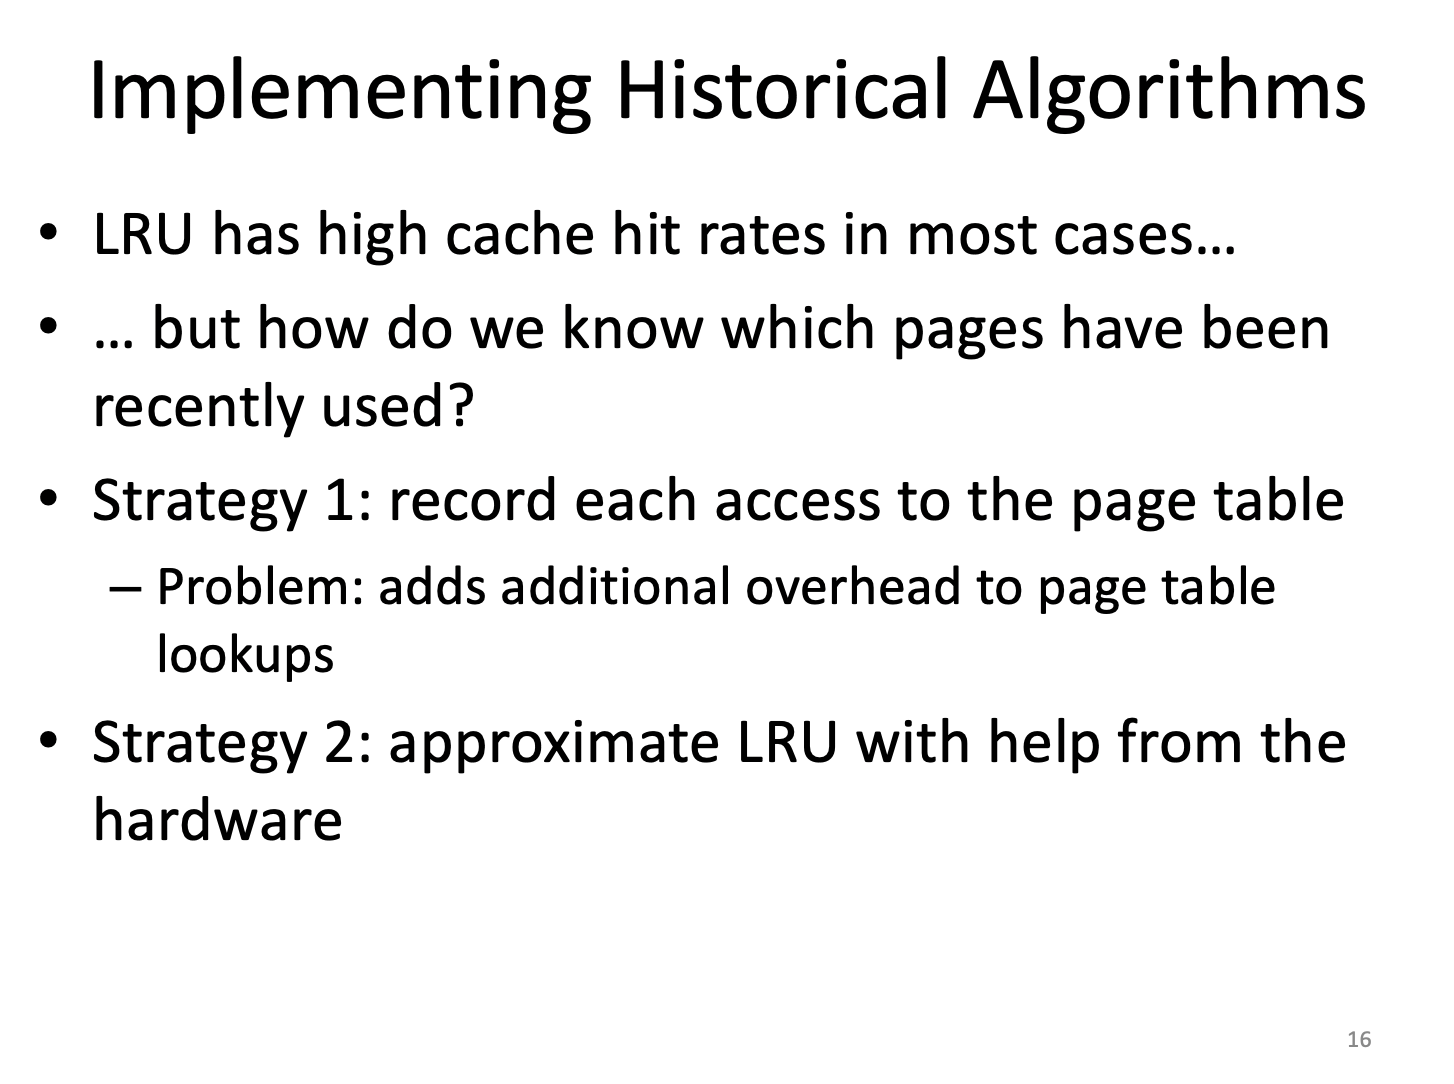 Implementing Historical Algorithms
• LRU has high cache hit rates in most cases…
• … but how do we know which pages have been
recently used?
• Strategy 1: record each access to the page table
– Problem: adds additional overhead to page table
lookups
• Strategy 2: approximate LRU with help from the
hardware
16